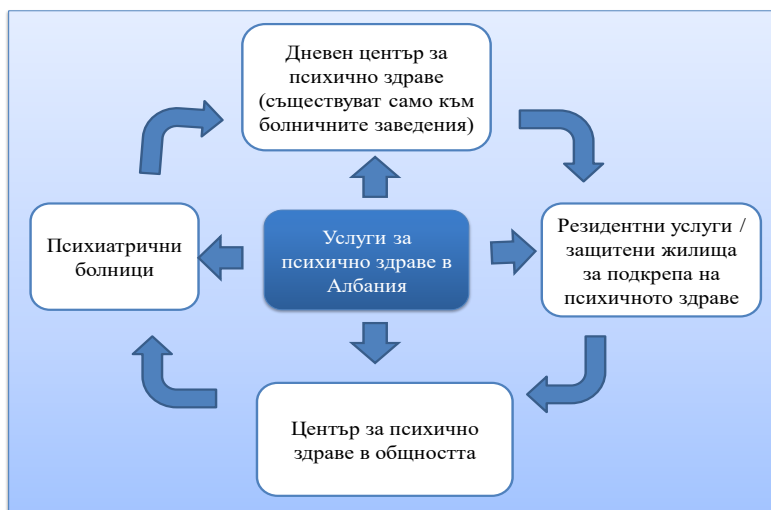 Дневен център за
психично здраве
(съществуват само към
болничните заведения)
Психиатрични
болници
Услуги за
психично здраве в
Албания
Резидентни услуги /
защитени жилища
за подкрепа на
психичното здраве
Център за психично
здраве в общността